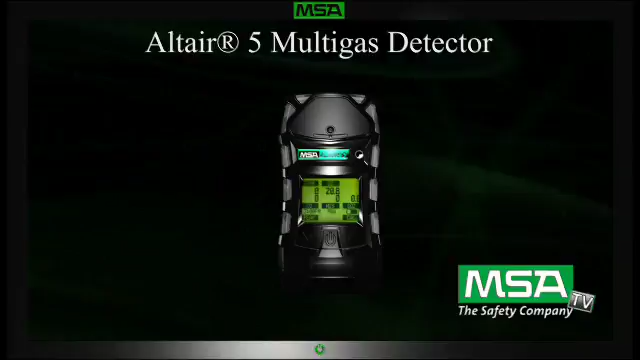 MSA
Altair® 5 Multigas Detector
MSA
20.8
MSA
TV
The Safety Company